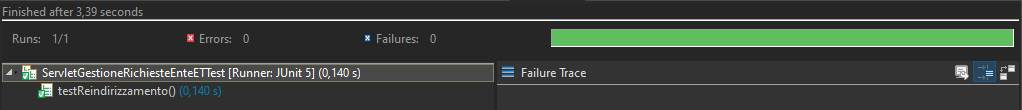 Finished after 3,39 seconds
Runs: 1/1 Errors: 0 Failures: 0
ServletGestioneRichiesteEnteETTest [Runner: JUnit 5] (0,140 s)
Failure Trace
testReindirizzamento() (0,140 s)